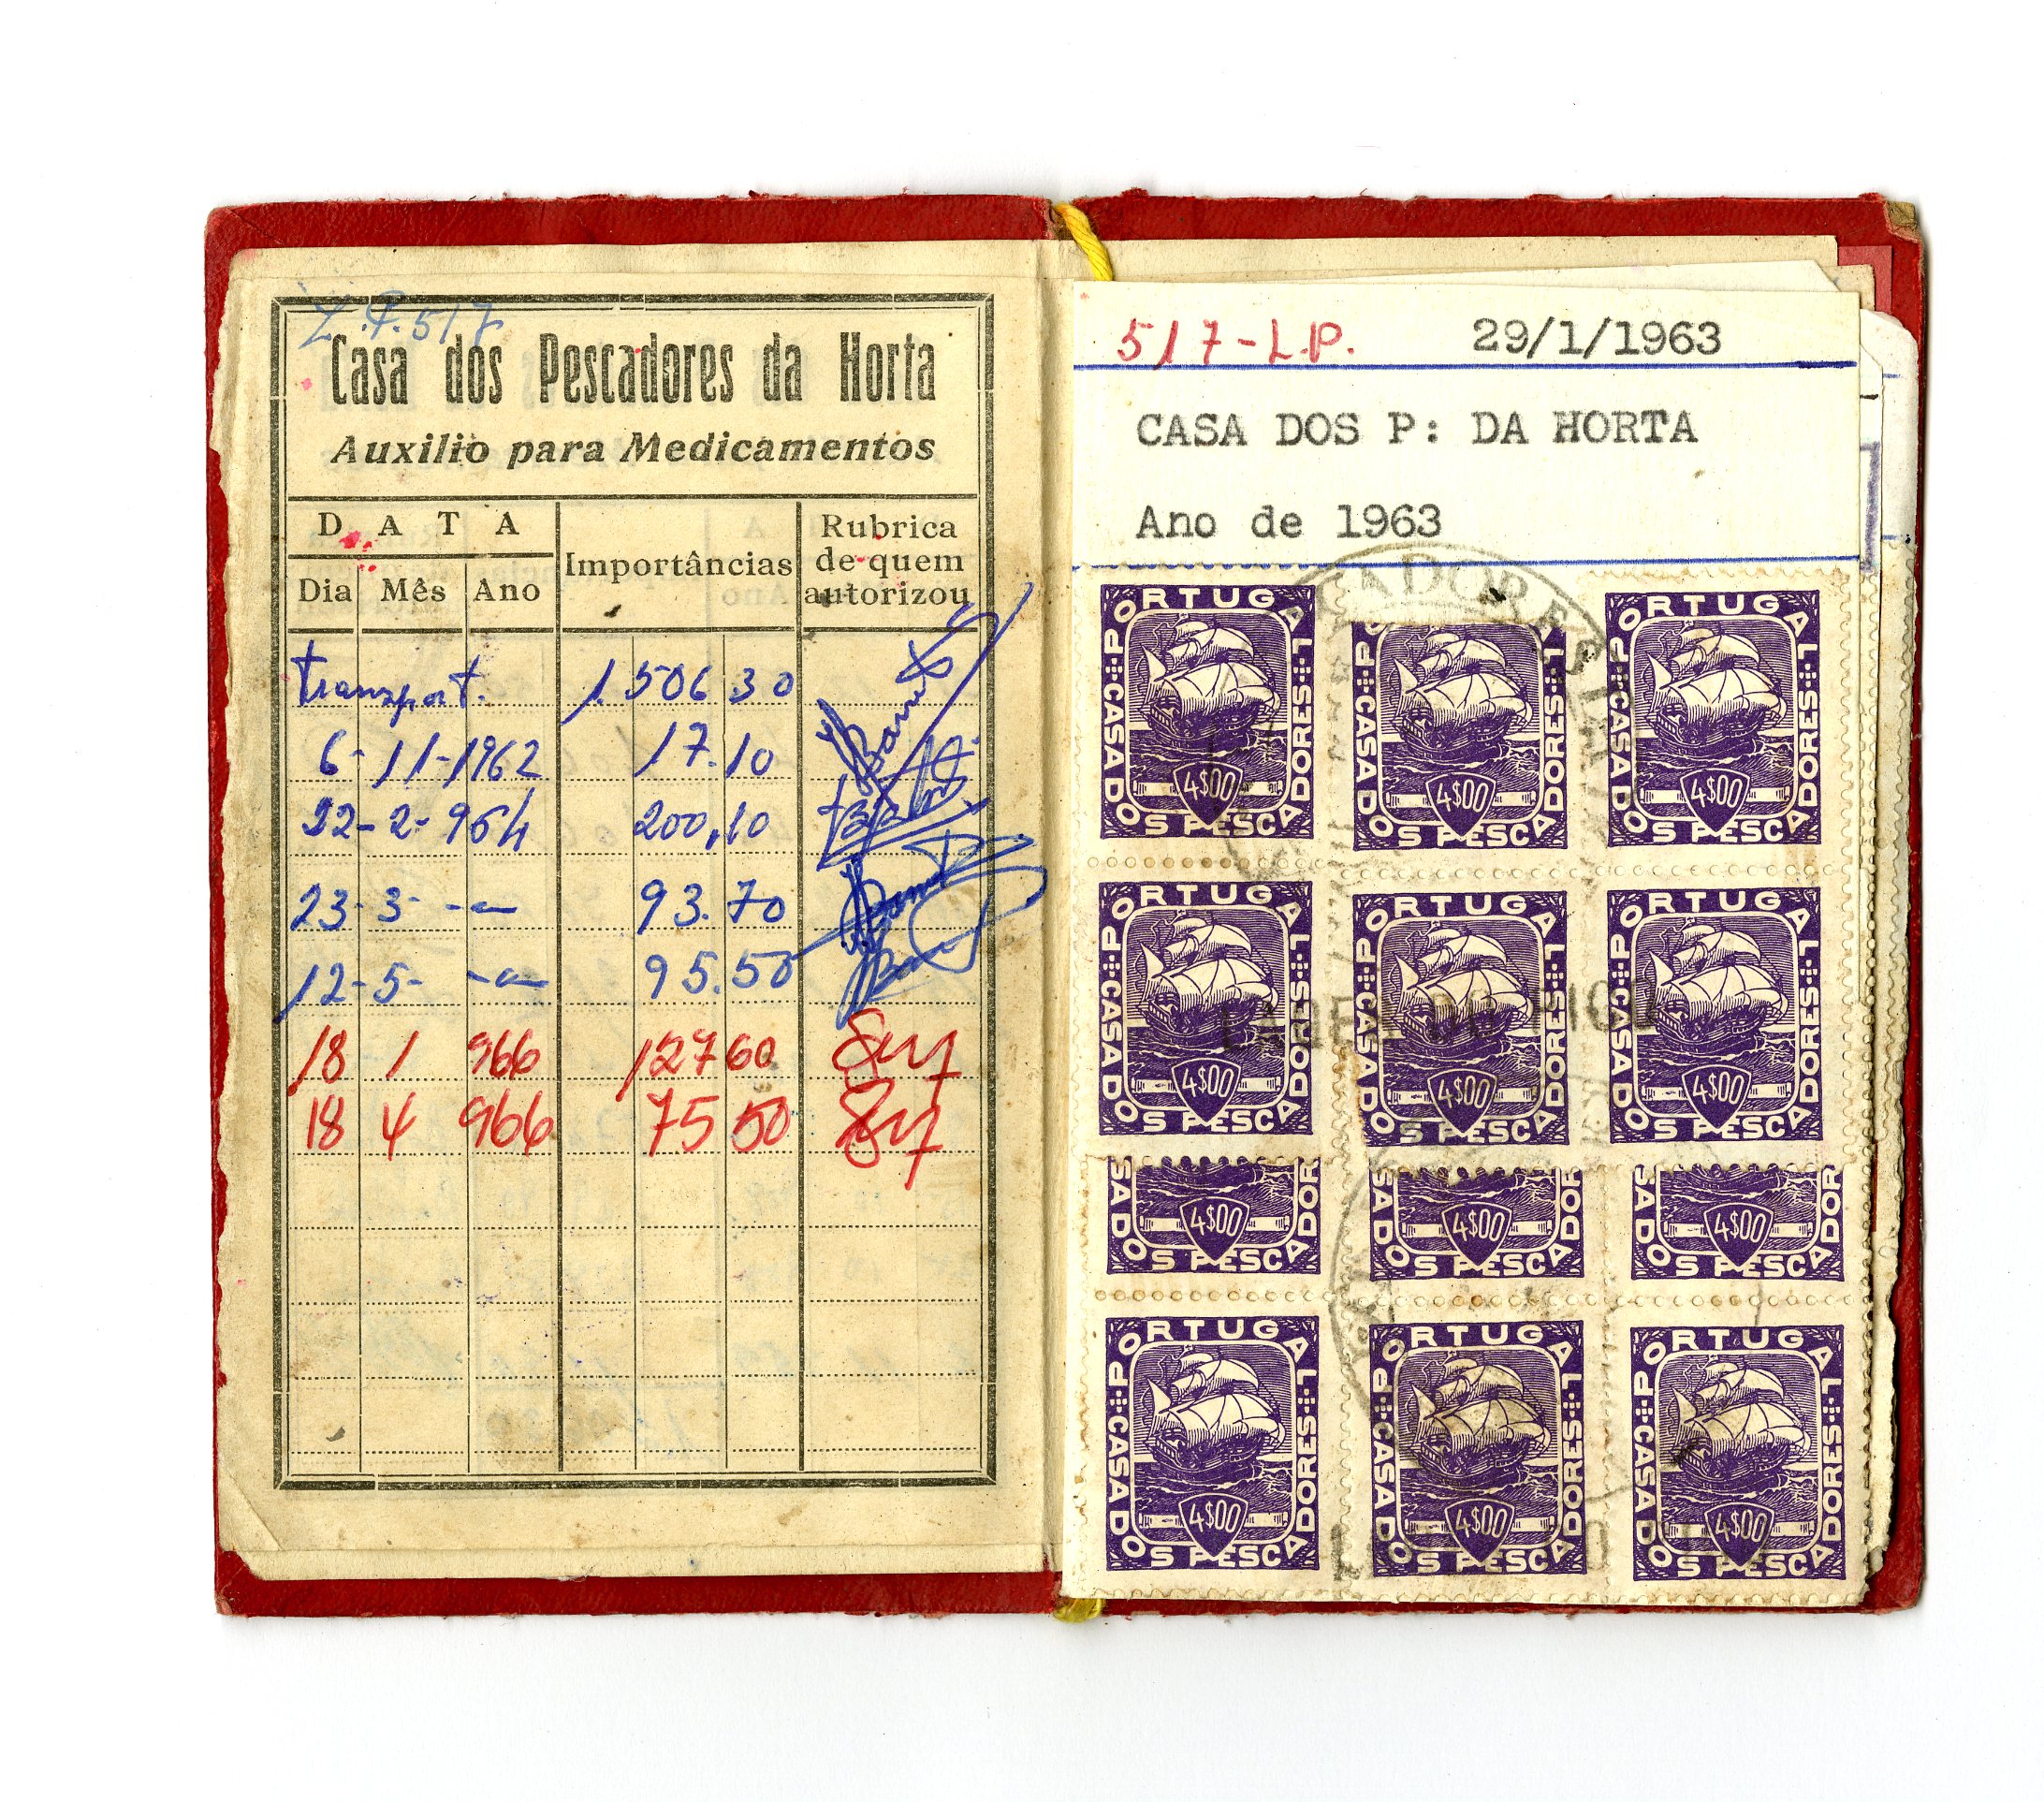 L.P. 517
Casa dos Pescadores da Horta
Auxilio para Medicamentos
DATA
Importâncias
Rubrica de quem autorizou
Dia Mês Ano
transport. 1.506 30
6-11-1962 17.10
22-2-964 200,10
23-3- -"- 93.70
12-5- -"- 95.50
18 1 966 127 60
18 4 966 75 50
517-L.P. 29/1/1963
CASA DOS P: DA HORTA
Ano de 1963
PORTUGAL CASA DOS PESCADORES 4$00
PORTUGAL CASA DOS PESCADORES 4$00
PORTUGAL CASA DOS PESCADORES 4$00
PORTUGAL CASA DOS PESCADORES 4$00
PORTUGAL CASA DOS PESCADORES 4$00
PORTUGAL CASA DOS PESCADORES 4$00
SA DOS PESCADOR 4$00
SA DOS PESCADOR 4$00
SA DOS PESCADOR 4$00
PORTUGAL CASA DOS PESCADORES 4$00
PORTUGAL CASA DOS PESCADORES 4$00
PORTUGAL CASA DOS PESCADORES 4$00